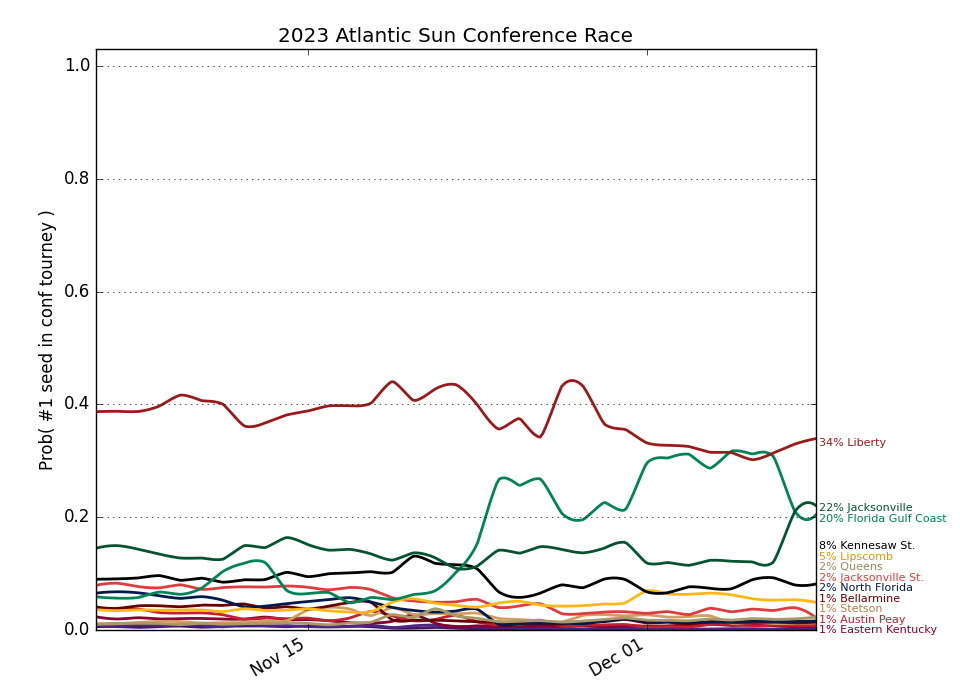 2023 Atlantic Sun Conference Race
Prob( #1 seed in conf tourney )
1.0
0.8
0.6
0.4
0.2
0.0
Nov 15
Dec 01
34% Liberty
22% Jacksonville
20% Florida Gulf Coast
8% Kennesaw St.
5% Lipscomb
2% Queens
2% Jacksonville St.
2% North Florida
1% Bellarmine
1% Stetson
1% Austin Peay
1% Eastern Kentucky